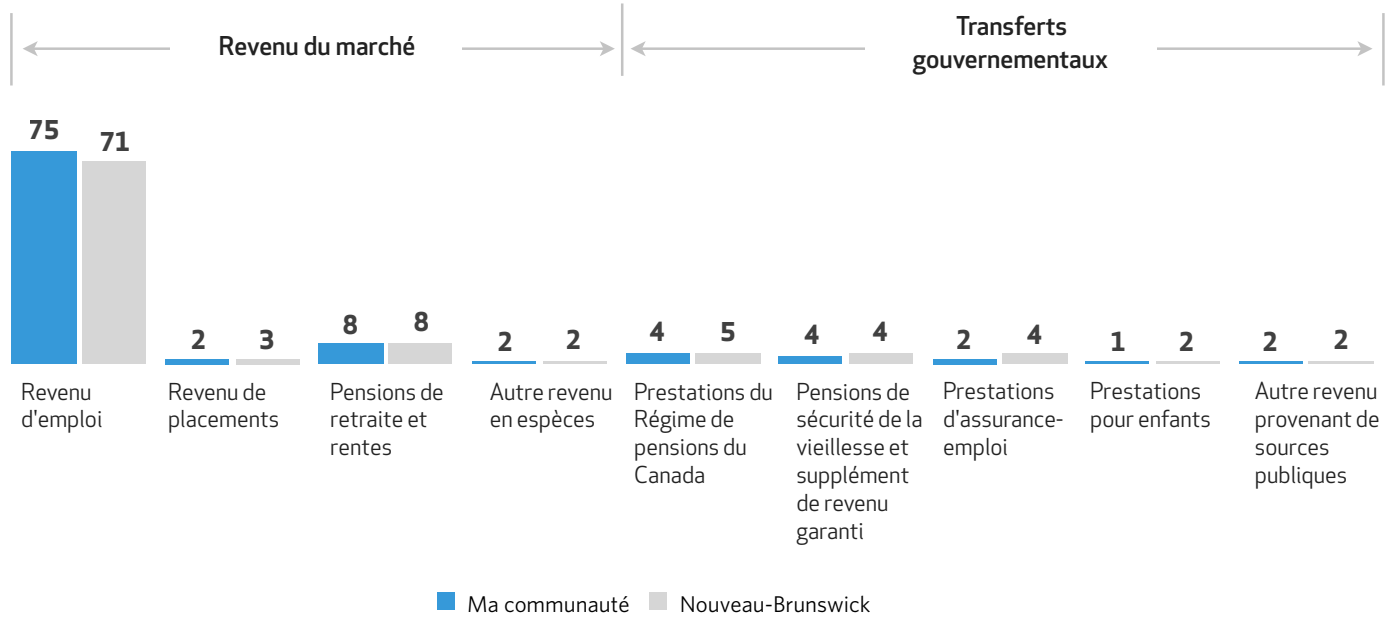 Revenu du marché
Transferts
gouvernementaux
75
71
2
3
8
8
2
2
4
5
4
4
2
4
1
2
2
2
Revenu
d'emploi
Revenu de
placements
Pensions de
retraite et
rentes
Autre revenu
en espèces
Prestations du
Régime de
pensions du
Canada
Pensions de
sécurité de la
vieillesse et
supplément
de revenu
garanti
Prestations
d'assurance-
emploi
Prestations
pour enfants
Autre revenu
provenant de
sources
publiques
Ma communauté
Nouveau-Brunswick